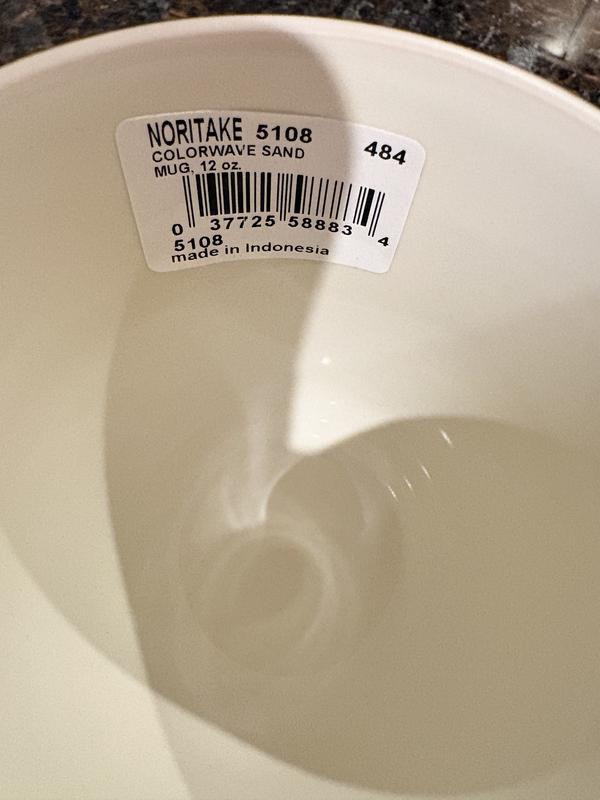 NORITAKE 5108 484
COLORWAVE SAND
MUG, 12 oz.
0 37725 58883 4
5108
made in Indonesia